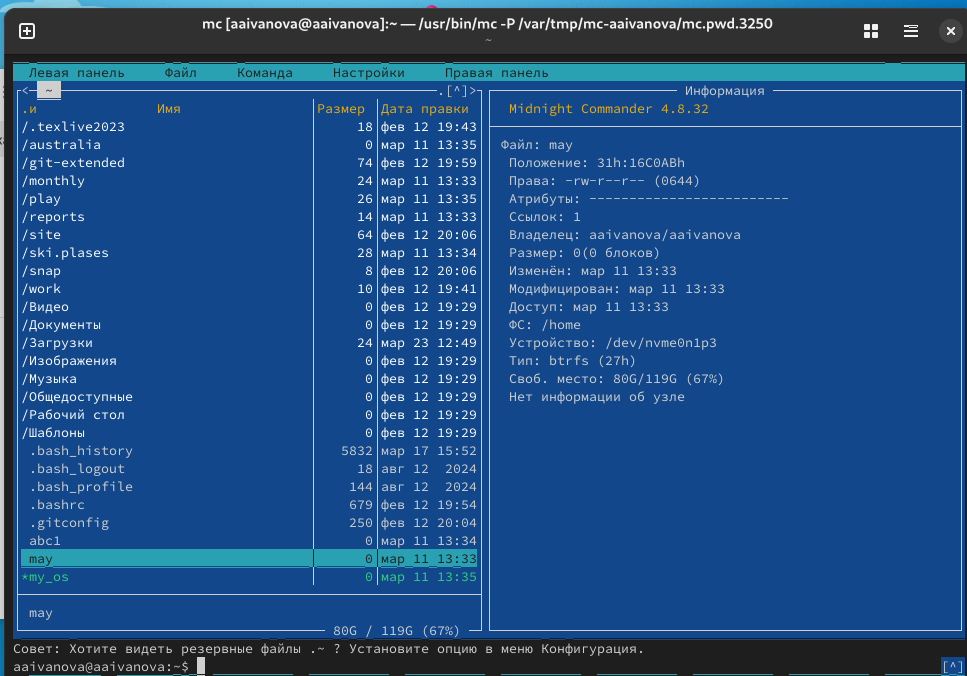 mc [aaivanova@aaivanova]:~ — /usr/bin/mc -P /var/tmp/mc-aaivanova/mc.pwd.3250
~
Левая панель Файл Команда Настройки Правая панель
<─ ~ .[^]>
.и Имя Размер Дата правки
/.texlive2023 18 фев 12 19:43
/australia 0 мар 11 13:35
/git-extended 74 фев 12 19:59
/monthly 24 мар 11 13:33
/play 26 мар 11 13:35
/reports 14 мар 11 13:33
/site 64 фев 12 20:06
/ski.plases 28 мар 11 13:34
/snap 8 фев 12 20:06
/work 10 фев 12 19:41
/Видео 0 фев 12 19:29
/Документы 0 фев 12 19:29
/Загрузки 24 мар 23 12:49
/Изображения 0 фев 12 19:29
/Музыка 0 фев 12 19:29
/Общедоступные 0 фев 12 19:29
/Рабочий стол 0 фев 12 19:29
/Шаблоны 0 фев 12 19:29
.bash_history 5832 мар 17 15:52
.bash_logout 18 авг 12 2024
.bash_profile 144 авг 12 2024
.bashrc 679 фев 12 19:54
.gitconfig 250 фев 12 20:04
abc1 0 мар 11 13:34
may 0 мар 11 13:33
*my_os 0 мар 11 13:35
may
80G / 119G (67%)
Информация
Midnight Commander 4.8.32
Файл: may
Положение: 31h:16C0ABh
Права: -rw-r--r-- (0644)
Атрибуты: -------------------------
Ссылок: 1
Владелец: aaivanova/aaivanova
Размер: 0(0 блоков)
Изменён: мар 11 13:33
Модифицирован: мар 11 13:33
Доступ: мар 11 13:33
ФС: /home
Устройство: /dev/nvme0n1p3
Тип: btrfs (27h)
Своб. место: 80G/119G (67%)
Нет информации об узле
Совет: Хотите видеть резервные файлы .~ ? Установите опцию в меню Конфигурация.
aaivanova@aaivanova:~$
[^]